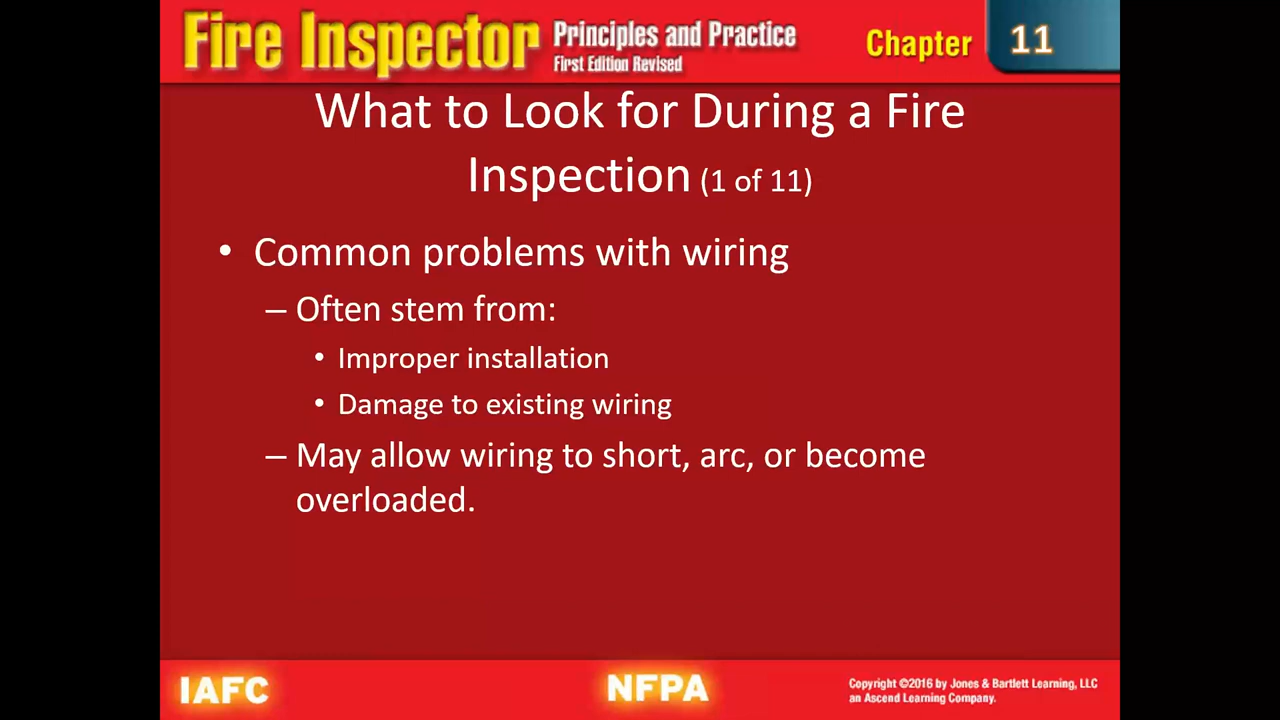 Fire Inspector Principles and Practice
First Edition Revised
Chapter 11
What to Look for During a Fire
Inspection (1 of 11)
• Common problems with wiring
– Often stem from:
• Improper installation
• Damage to existing wiring
– May allow wiring to short, arc, or become
overloaded.
IAFC
NFPA
Copyright ©2016 by Jones & Bartlett Learning, LLC
an Ascend Learning Company.